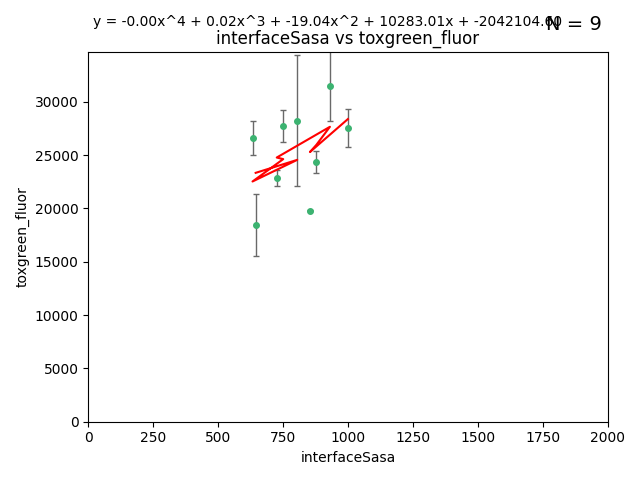 y = -0.00x^4 + 0.02x^3 + -19.04x^2 + 10283.01x + -2042104.60
N = 9
interfaceSasa vs toxgreen_fluor
30000
25000
20000
15000
10000
5000
0
toxgreen_fluor
0 250 500 750 1000 1250 1500 1750 2000
interfaceSasa